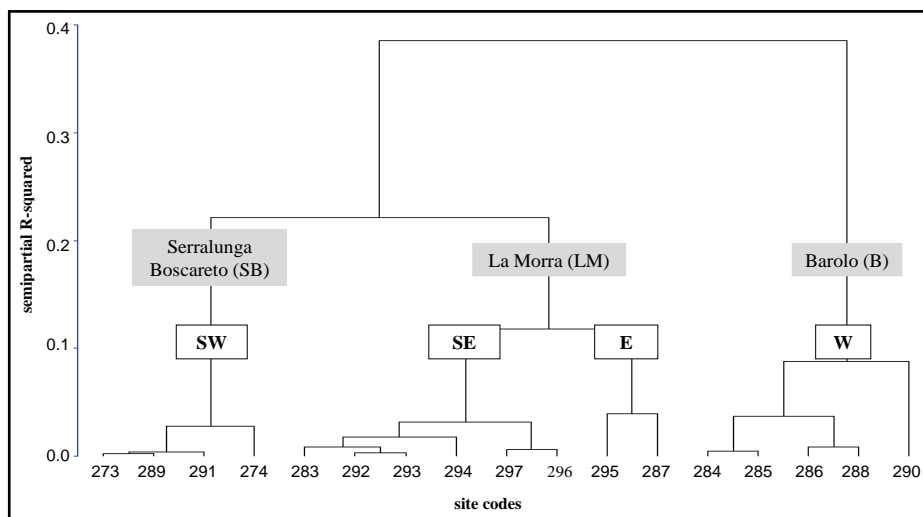 0.4
0.3
0.2
0.1
0.0
semipartial R-squared
Serralunga
Boscareto (SB)
La Morra (LM)
Barolo (B)
SW
SE
E
W
273 289 291 274 283 292 293 294 297 296 295 287 284 285 286 288 290
site codes